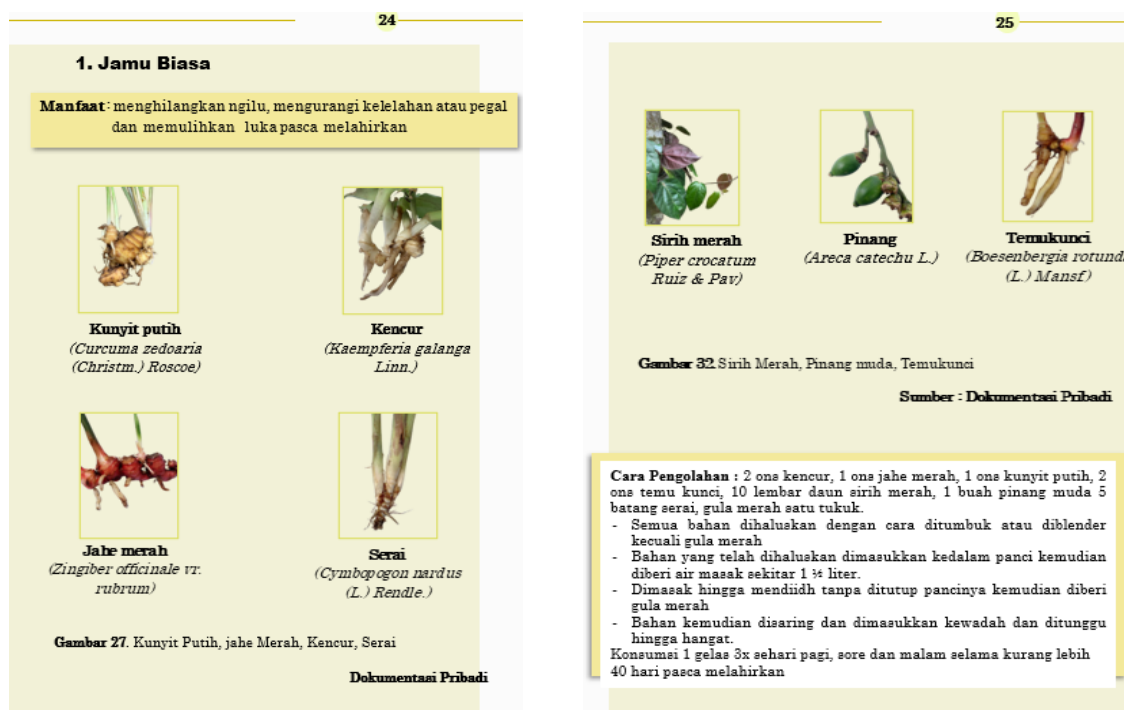 24
1. Jamu Biasa
Manfaat : menghilangkan ngilu, mengurangi kelelahan atau pegal
dan memulihkan luka pasca melahirkan
Kunyit putih
(Curcuma zedoaria
(Christm.) Roscoe)
Kencur
(Kaempferia galanga
Linn.)
Jahe merah
(Zingiber officinale vr.
rubrum)
Serai
(Cymbopogon nardus
(L.) Rendle.)
Gambar 27. Kunyit Putih, jahe Merah, Kencur, Serai
Dokumentasi Pribadi
25
Sirih merah
(Piper crocatum
Ruiz & Pav)
Pinang
(Areca catechu L.)
Temukunci
(Boesenbergia rotund
(L.) Mansf)
Gambar 32. Sirih Merah, Pinang muda, Temukunci
Sumber : Dokumentasi Pribadi
Cara Pengolahan : 2 ons kencur, 1 ons jahe merah, 1 ons kunyit putih, 2
ons temu kunci, 10 lembar daun sirih merah, 1 buah pinang muda 5
batang serai, gula merah satu tukuk.
- Semua bahan dihaluskan dengan cara ditumbuk atau diblender
kecuali gula merah
- Bahan yang telah dihaluskan dimasukkan kedalam panci kemudian
diberi air masak sekitar 1 ½ liter.
- Dimasak hingga mendiidh tanpa ditutup pancinya kemudian diberi
gula merah
- Bahan kemudian disaring dan dimasukkan kewadah dan ditunggu
hingga hangat.
Konsumsi 1 gelas 3x sehari pagi, sore dan malam selama kurang lebih
40 hari pasca melahirkan